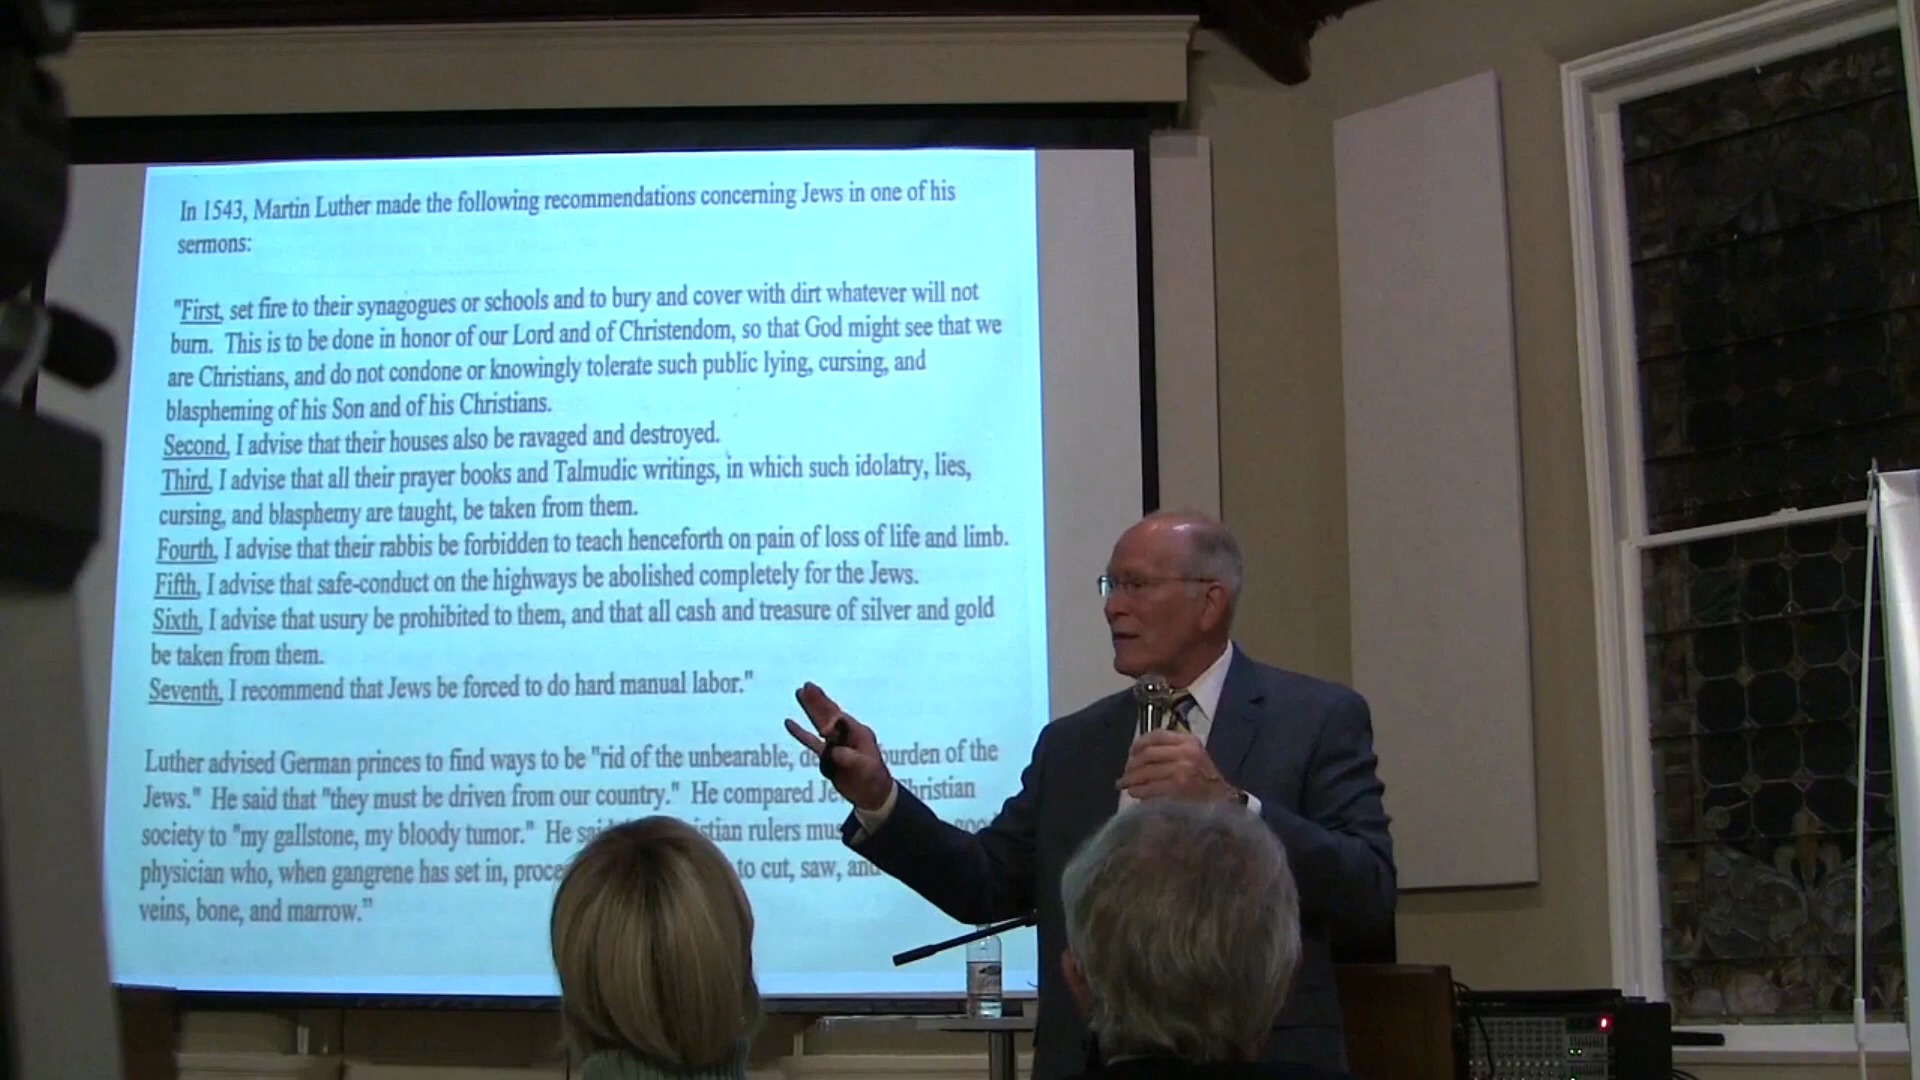 In 1543, Martin Luther made the following recommendations concerning Jews in one of his
sermons:
"First, set fire to their synagogues or schools and to bury and cover with dirt whatever will not
burn. This is to be done in honor of our Lord and of Christendom, so that God might see that we
are Christians, and do not condone or knowingly tolerate such public lying, cursing, and
blaspheming of his Son and of his Christians.
Second, I advise that their houses also be ravaged and destroyed.
Third, I advise that all their prayer books and Talmudic writings, in which such idolatry, lies,
cursing, and blasphemy are taught, be taken from them.
Fourth, I advise that their rabbis be forbidden to teach henceforth on pain of loss of life and limb.
Fifth, I advise that safe-conduct on the highways be abolished completely for the Jews.
Sixth, I advise that usury be prohibited to them, and that all cash and treasure of silver and gold
be taken from them.
Seventh, I recommend that Jews be forced to do hard manual labor."
Luther advised German princes to find ways to be "rid of the unbearable, burden of the
Jews." He said that "they must be driven from our country." He compared
society to "my gallstone, my bloody tumor." He rulers
physician who, when gangrene has set in, to cut, saw,
veins, bone, and marrow."